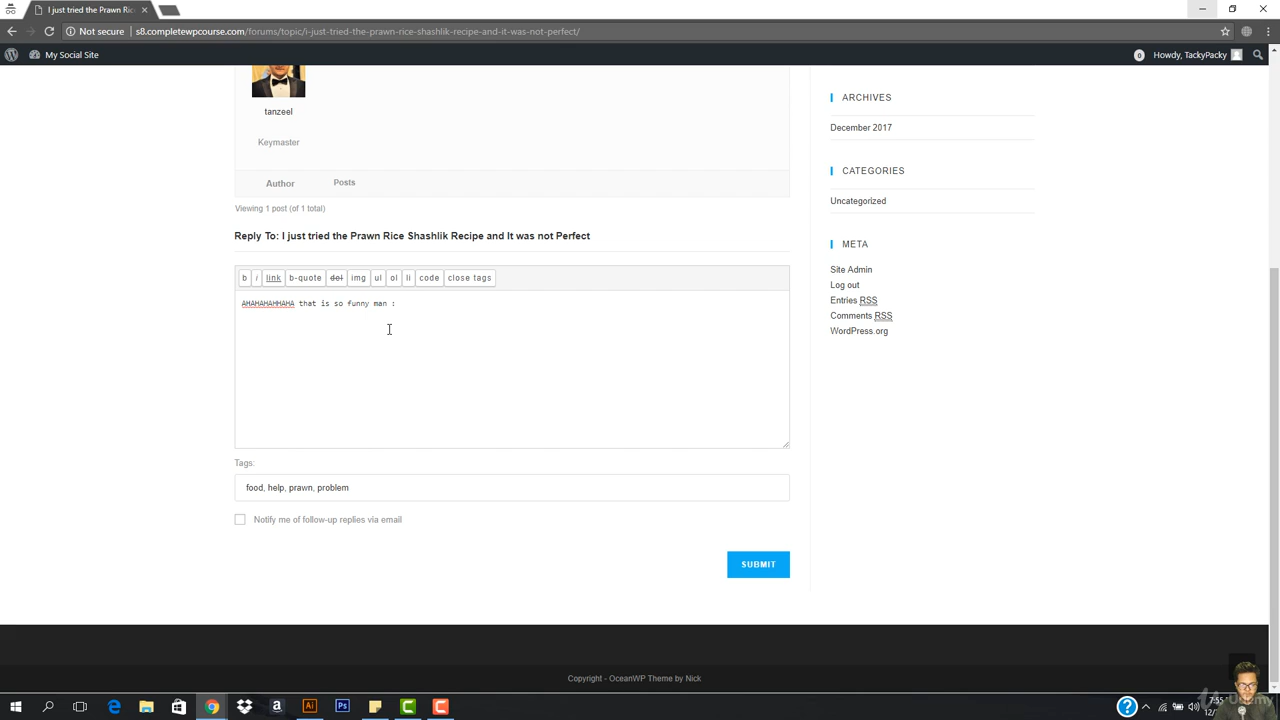 I just tried the Prawn Ric
Not secure
s8.completewpcourse.com/forums/topic/i-just-tried-the-prawn-rice-shashlik-recipe-and-it-was-not-perfect/
My Social Site
0
Howdy, TackyPacky
tanzeel
Keymaster
Author
Posts
Viewing 1 post (of 1 total)
Reply To: I just tried the Prawn Rice Shashlik Recipe and It was not Perfect
b i link b-quote del img ul ol li code close tags
AHAHAHAHHAHA that is so funny man :
Tags:
food, help, prawn, problem
Notify me of follow-up replies via email
SUBMIT
ARCHIVES
December 2017
CATEGORIES
Uncategorized
META
Site Admin
Log out
Entries RSS
Comments RSS
WordPress.org
Copyright - OceanWP Theme by Nick
7:55
12/
Udemy